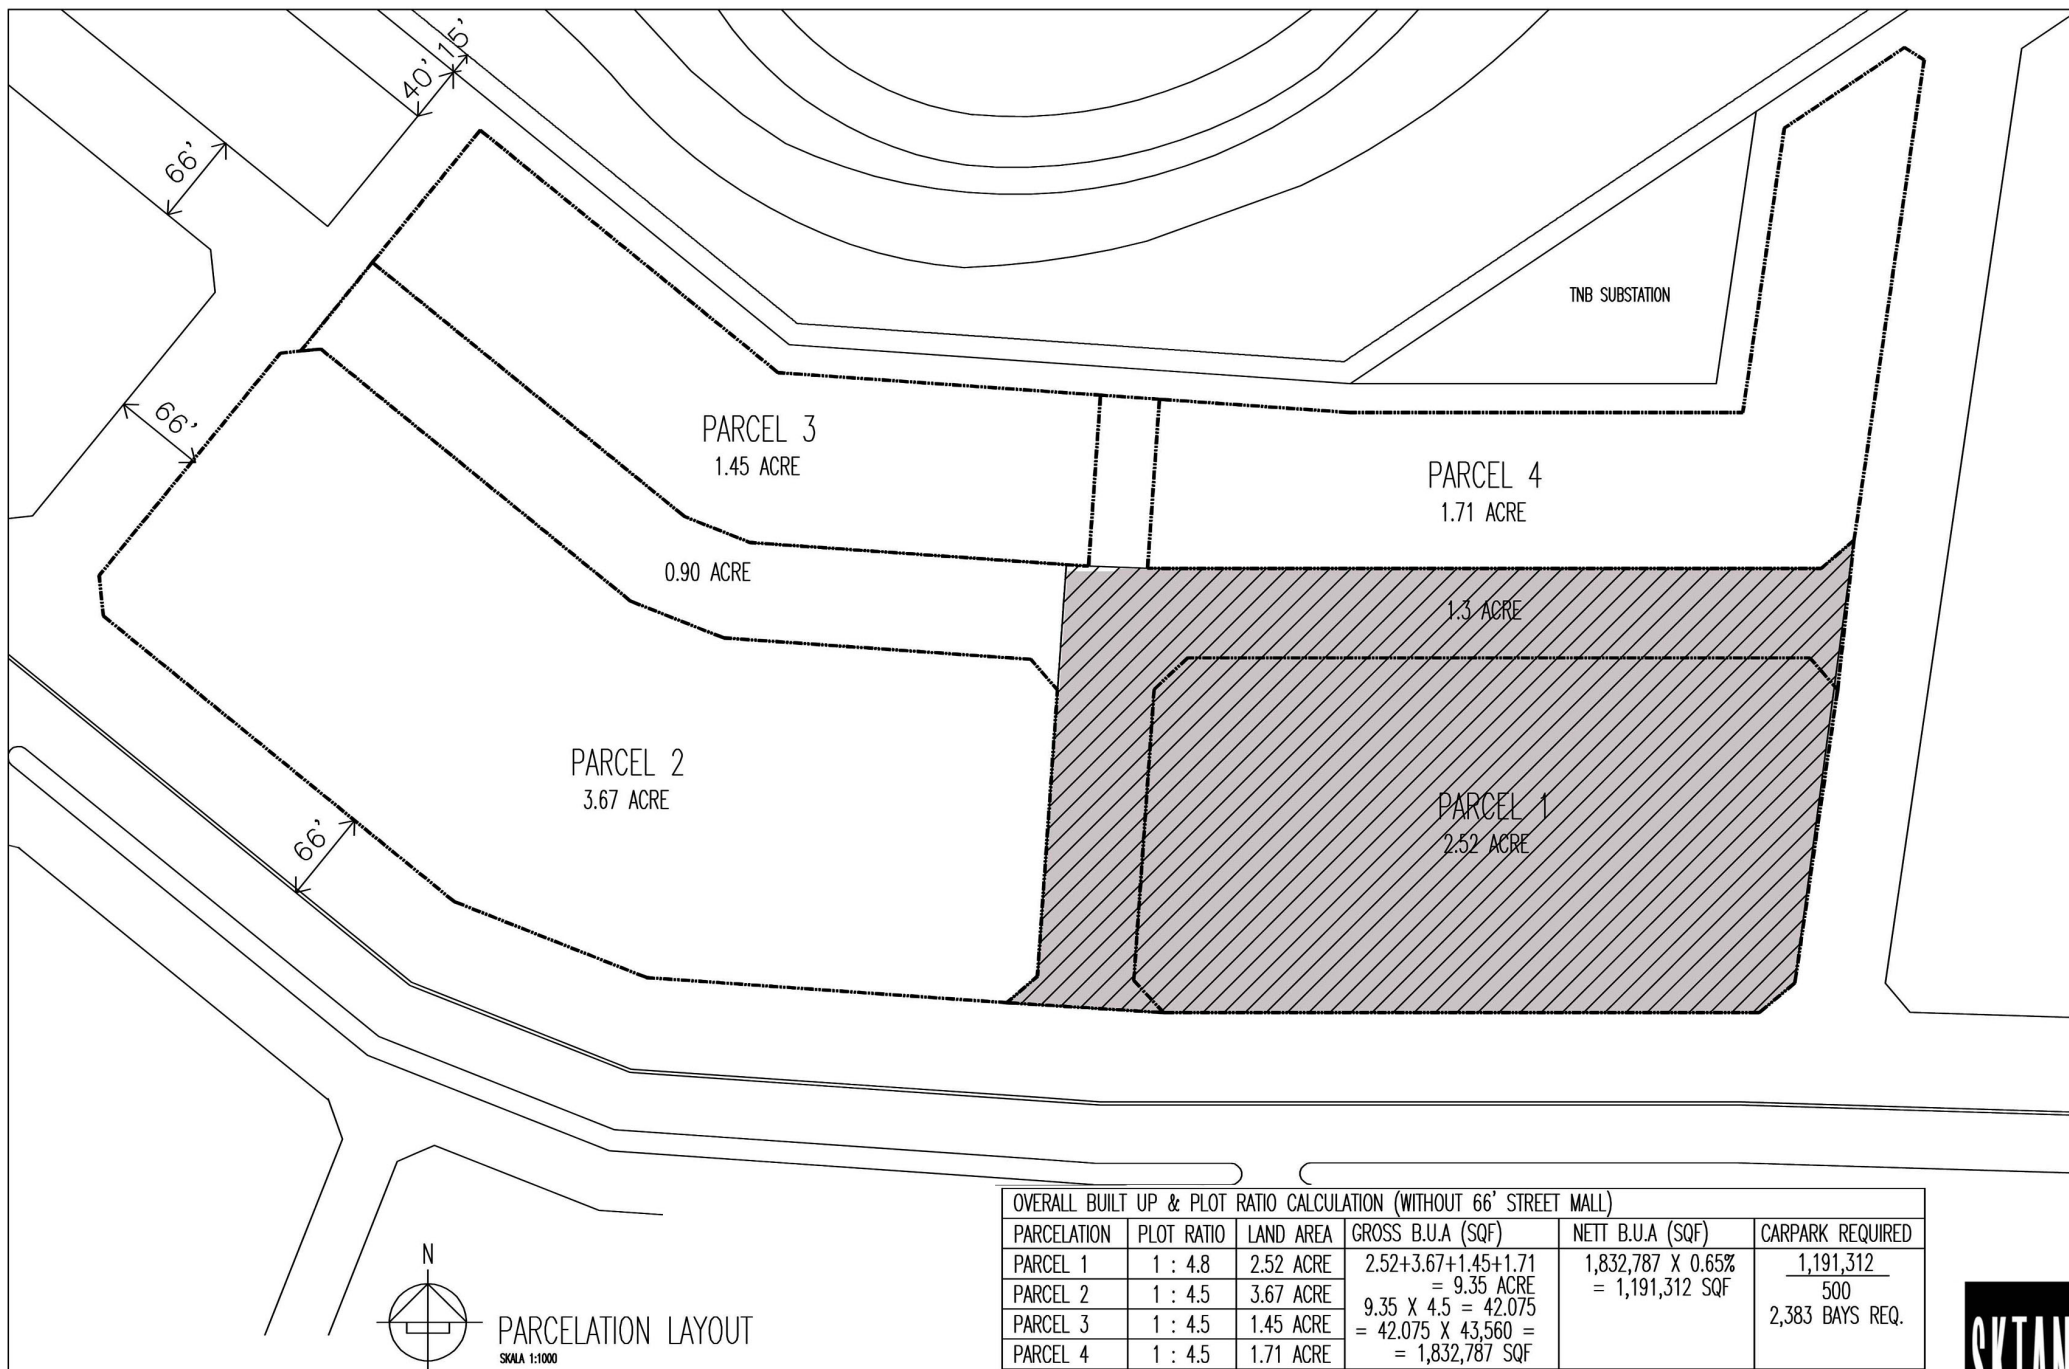 15'
40'
66'
TNB SUBSTATION
66'
PARCEL 3
1.45 ACRE
PARCEL 4
1.71 ACRE
0.90 ACRE
1.3 ACRE
PARCEL 2
3.67 ACRE
PARCEL 1
2.52 ACRE
66'
OVERALL BUILT UP & PLOT RATIO CALCULATION (WITHOUT 66' STREET MALL)
PARCELATION PLOT RATIO LAND AREA GROSS B.U.A (SQF) NETT B.U.A (SQF) CARPARK REQUIRED
PARCEL 1 1 : 4.8 2.52 ACRE
PARCEL 2 1 : 4.5 3.67 ACRE
PARCEL 3 1 : 4.5 1.45 ACRE
PARCEL 4 1 : 4.5 1.71 ACRE
2.52+3.67+1.45+1.71
= 9.35 ACRE
9.35 X 4.5 = 42.075
= 42.075 X 43,560 =
= 1,832,787 SQF
1,832,787 X 0.65%
= 1,191,312 SQF
1,191,312
500
2,383 BAYS REQ.
N
PARCELATION LAYOUT
SKALA 1:1000
SKTAN